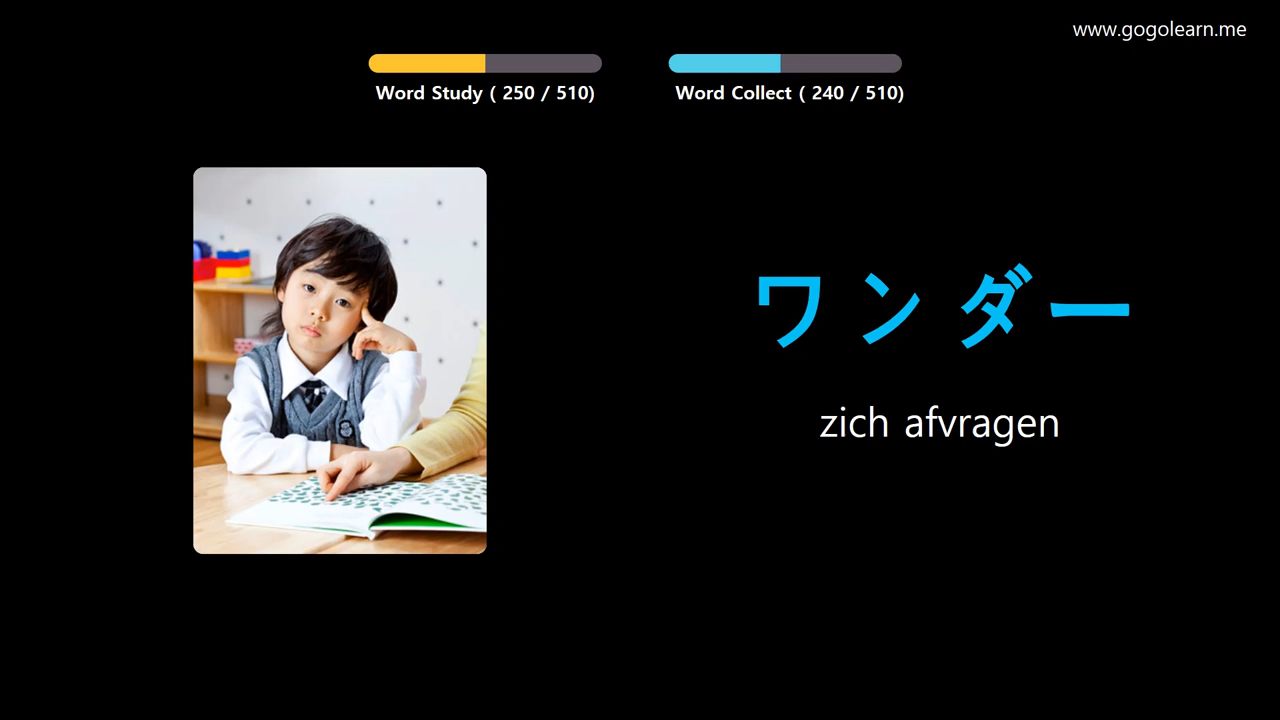 www.gogolearn.me
Word Study ( 250 / 510)
Word Collect ( 240 / 510)
ワンダー
zich afvragen